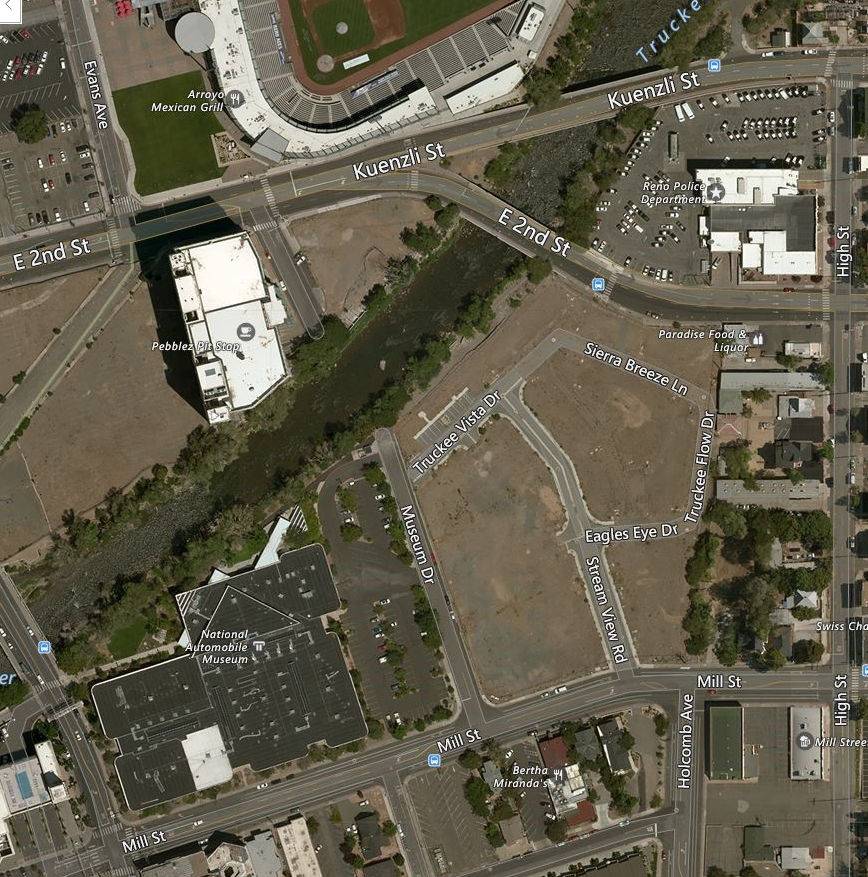 Trucke
Evans Ave
Arroyo
Mexican Grill
Kuenzli St
Kuenzli St
Reno Police
Department
E 2nd St
E 2nd St
High St
Pebblez Pit Stop
Paradise Food &
Liquor
Sierra Breeze Ln
Truckee Vista Dr
Truckee Flow Dr
Museum Dr
Eagles Eye Dr
Stream View Rd
National
Automobile
Museum
Swiss Cha
er
Mill St
High St
Holcomb Ave
Mill St
Mill Stree
Bertha
Miranda's
Mill St